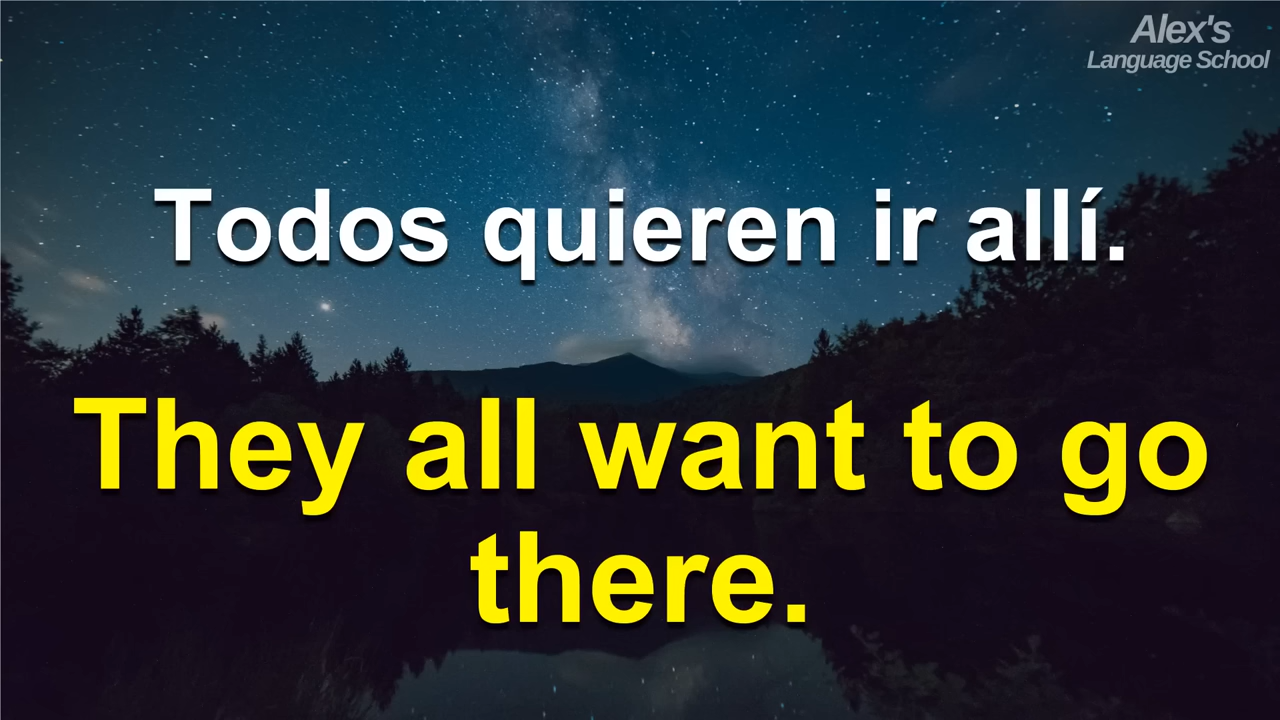 Alex's
Language School
Todos quieren ir allí.
They all want to go
there.